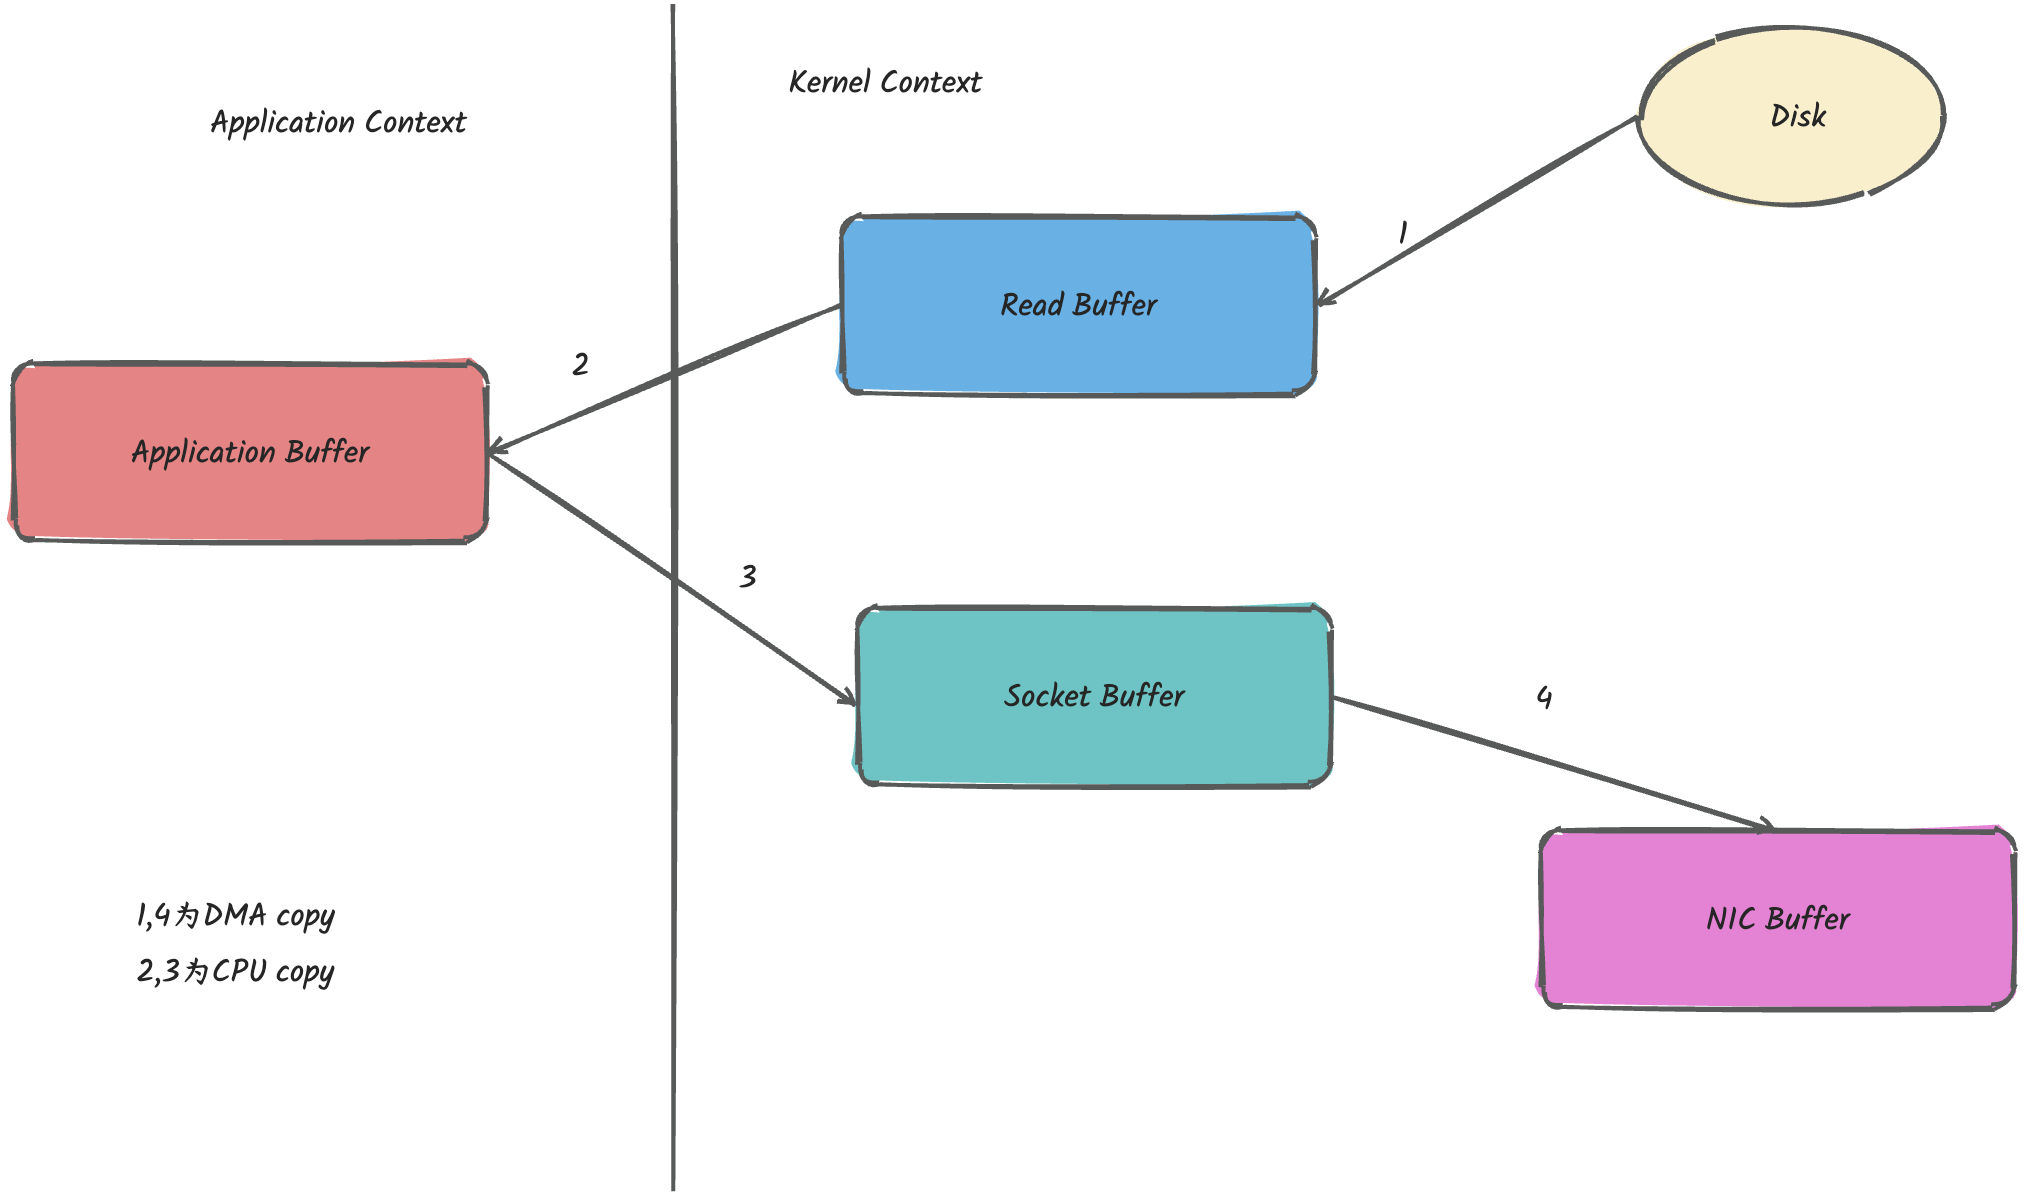 Kernel Context
Disk
Application Context
1
Read Buffer
2
Application Buffer
3
Socket Buffer
4
NIC Buffer
1,4为DMA copy
2,3为CPU copy